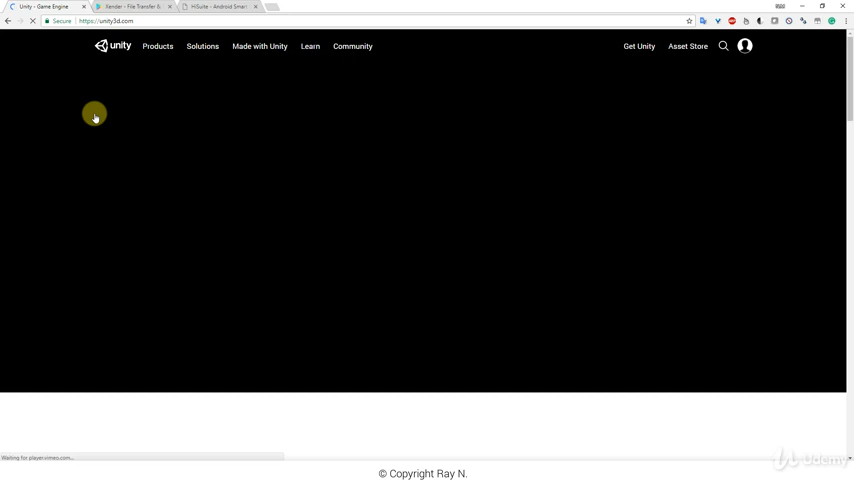 Unity - Game Engine
Xender - File Transfer &
HiSuite - Android Smart
Secure
https://unity3d.com
unity
Products
Solutions
Made with Unity
Learn
Community
Get Unity
Asset Store
Waiting for player.vimeo.com...
Udemy
© Copyright Ray N.